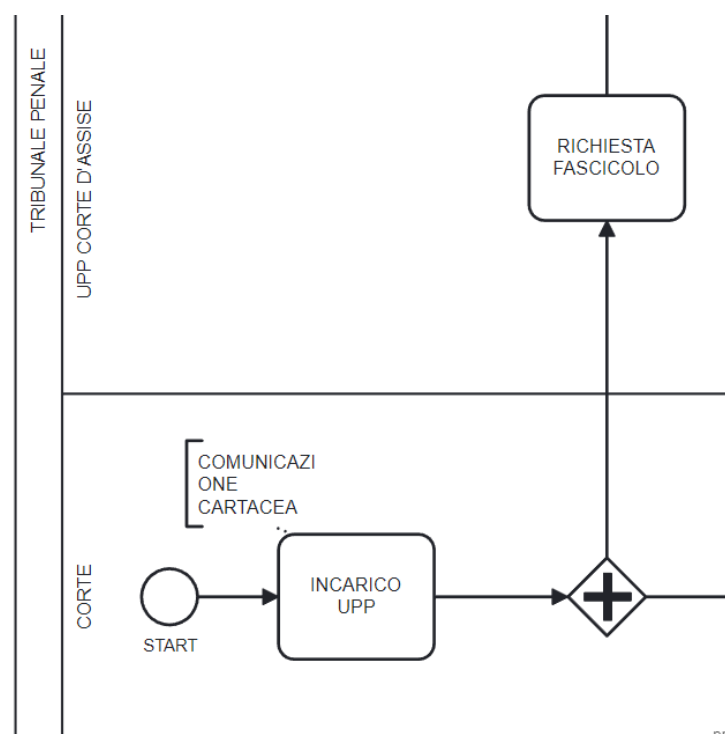 TRIBUNALE PENALE
UPP CORTE D'ASSISE
RICHIESTA
FASCICOLO
CORTE
COMUNICAZI
ONE
CARTACEA
START
INCARICO
UPP